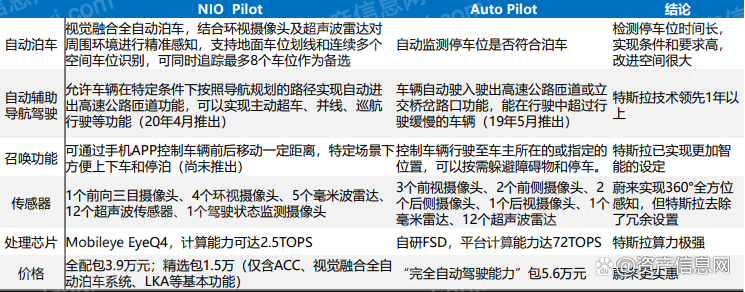 NIO Pilot
Auto Pilot
结论
自动泊车
视觉融合全自动泊车，结合环视摄像头及超声波雷达对
周围环境进行精准感知，支持地面车位划线和连续多个
空间车位识别，可同时追踪最多8个车位作为备选
自动监测停车位是否符合泊车
检测停车位时间长，
实现条件和要求高，
改进空间很大
自动辅助
导航驾驶
允许车辆在特定条件下按照导航规划的路径实现自动进
出高速公路匝道功能，可以实现主动超车、并线、巡航
行驶等功能（20年4月推出）
车辆自动驶入驶出高速公路匝道或立
交桥岔路口功能，能在行驶中超过行
驶缓慢的车辆（19年5月推出）
特斯拉技术领先1年以
上
召唤功能
可通过手机APP控制车辆前后移动一定距离，特定场景下
方便上下车和停泊（尚未推出）
控制车辆行驶至车主所在的或指定的
位置，可以按需躲避障碍物和停车。
特斯拉已实现更加智
能的设定
传感器
1个前向三目摄像头、4个环视摄像头、5个毫米波雷达、
12个超声波传感器、1个驾驶状态监测摄像头
3个前视摄像头、2个前侧摄像头、2
个后侧摄像头、1个后视摄像头、1个
毫米雷达、12个超声波雷达
蔚来实现360°全方位
感知，但特斯拉去除
了冗余设置
处理芯片
Mobileye EyeQ4，计算能力可达2.5TOPS
自研FSD，平台计算能力达72TOPS
特斯拉算力极强
价格
全配包3.9万元；精选包1.5万（仅含ACC、视觉融合全自
动泊车系统、LKA等基本功能）
“完全自动驾驶能力”包5.6万元
蔚来更实惠